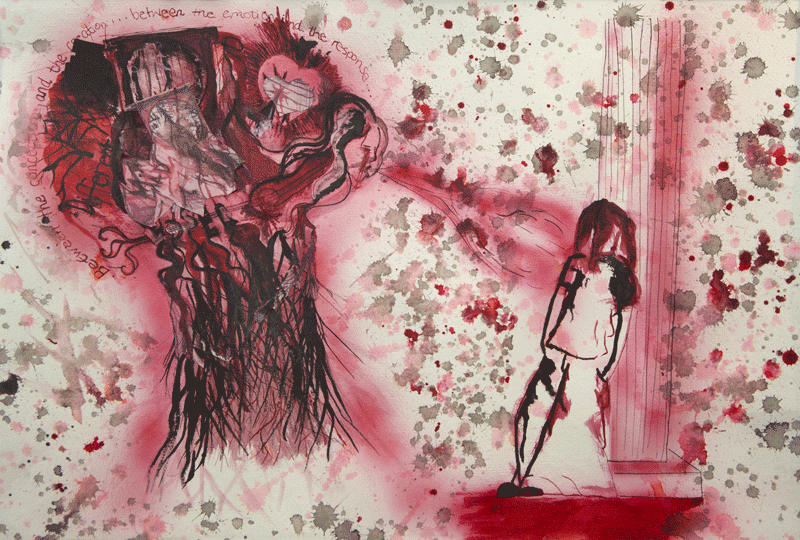 Between the and the creation... between the emotion and the response...